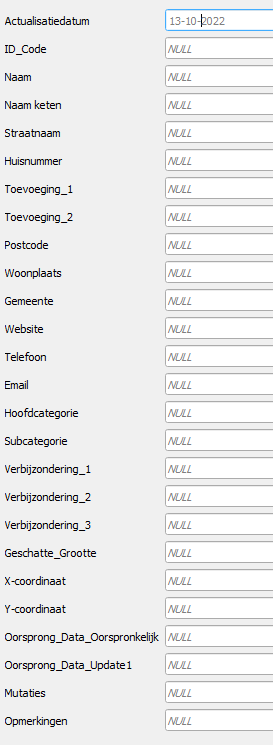 Actualisatiedatum 13-10-2022
ID_Code NULL
Naam NULL
Naam keten NULL
Straatnaam NULL
Huisnummer NULL
Toevoeging_1 NULL
Toevoeging_2 NULL
Postcode NULL
Woonplaats NULL
Gemeente NULL
Website NULL
Telefoon NULL
Email NULL
Hoofdcategorie NULL
Subcategorie NULL
Verbijzondering_1 NULL
Verbijzondering_2 NULL
Verbijzondering_3 NULL
Geschatte_Grootte NULL
X-coordinaat NULL
Y-coordinaat NULL
Oorsprong_Data_Oorspronkelijk NULL
Oorsprong_Data_Update1 NULL
Mutaties NULL
Opmerkingen NULL